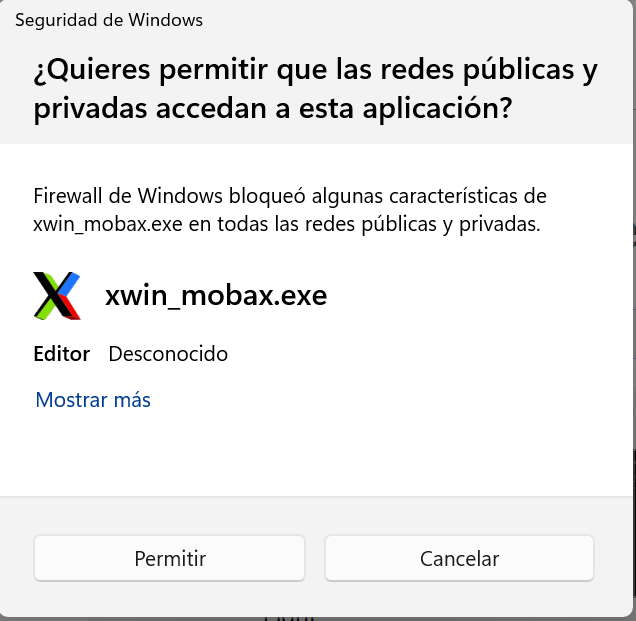 Seguridad de Windows
¿Quieres permitir que las redes públicas y
privadas accedan a esta aplicación?
Firewall de Windows bloqueó algunas características de
xwin_mobax.exe en todas las redes públicas y privadas.
xwin_mobax.exe
Editor Desconocido
Mostrar más
Permitir
Cancelar